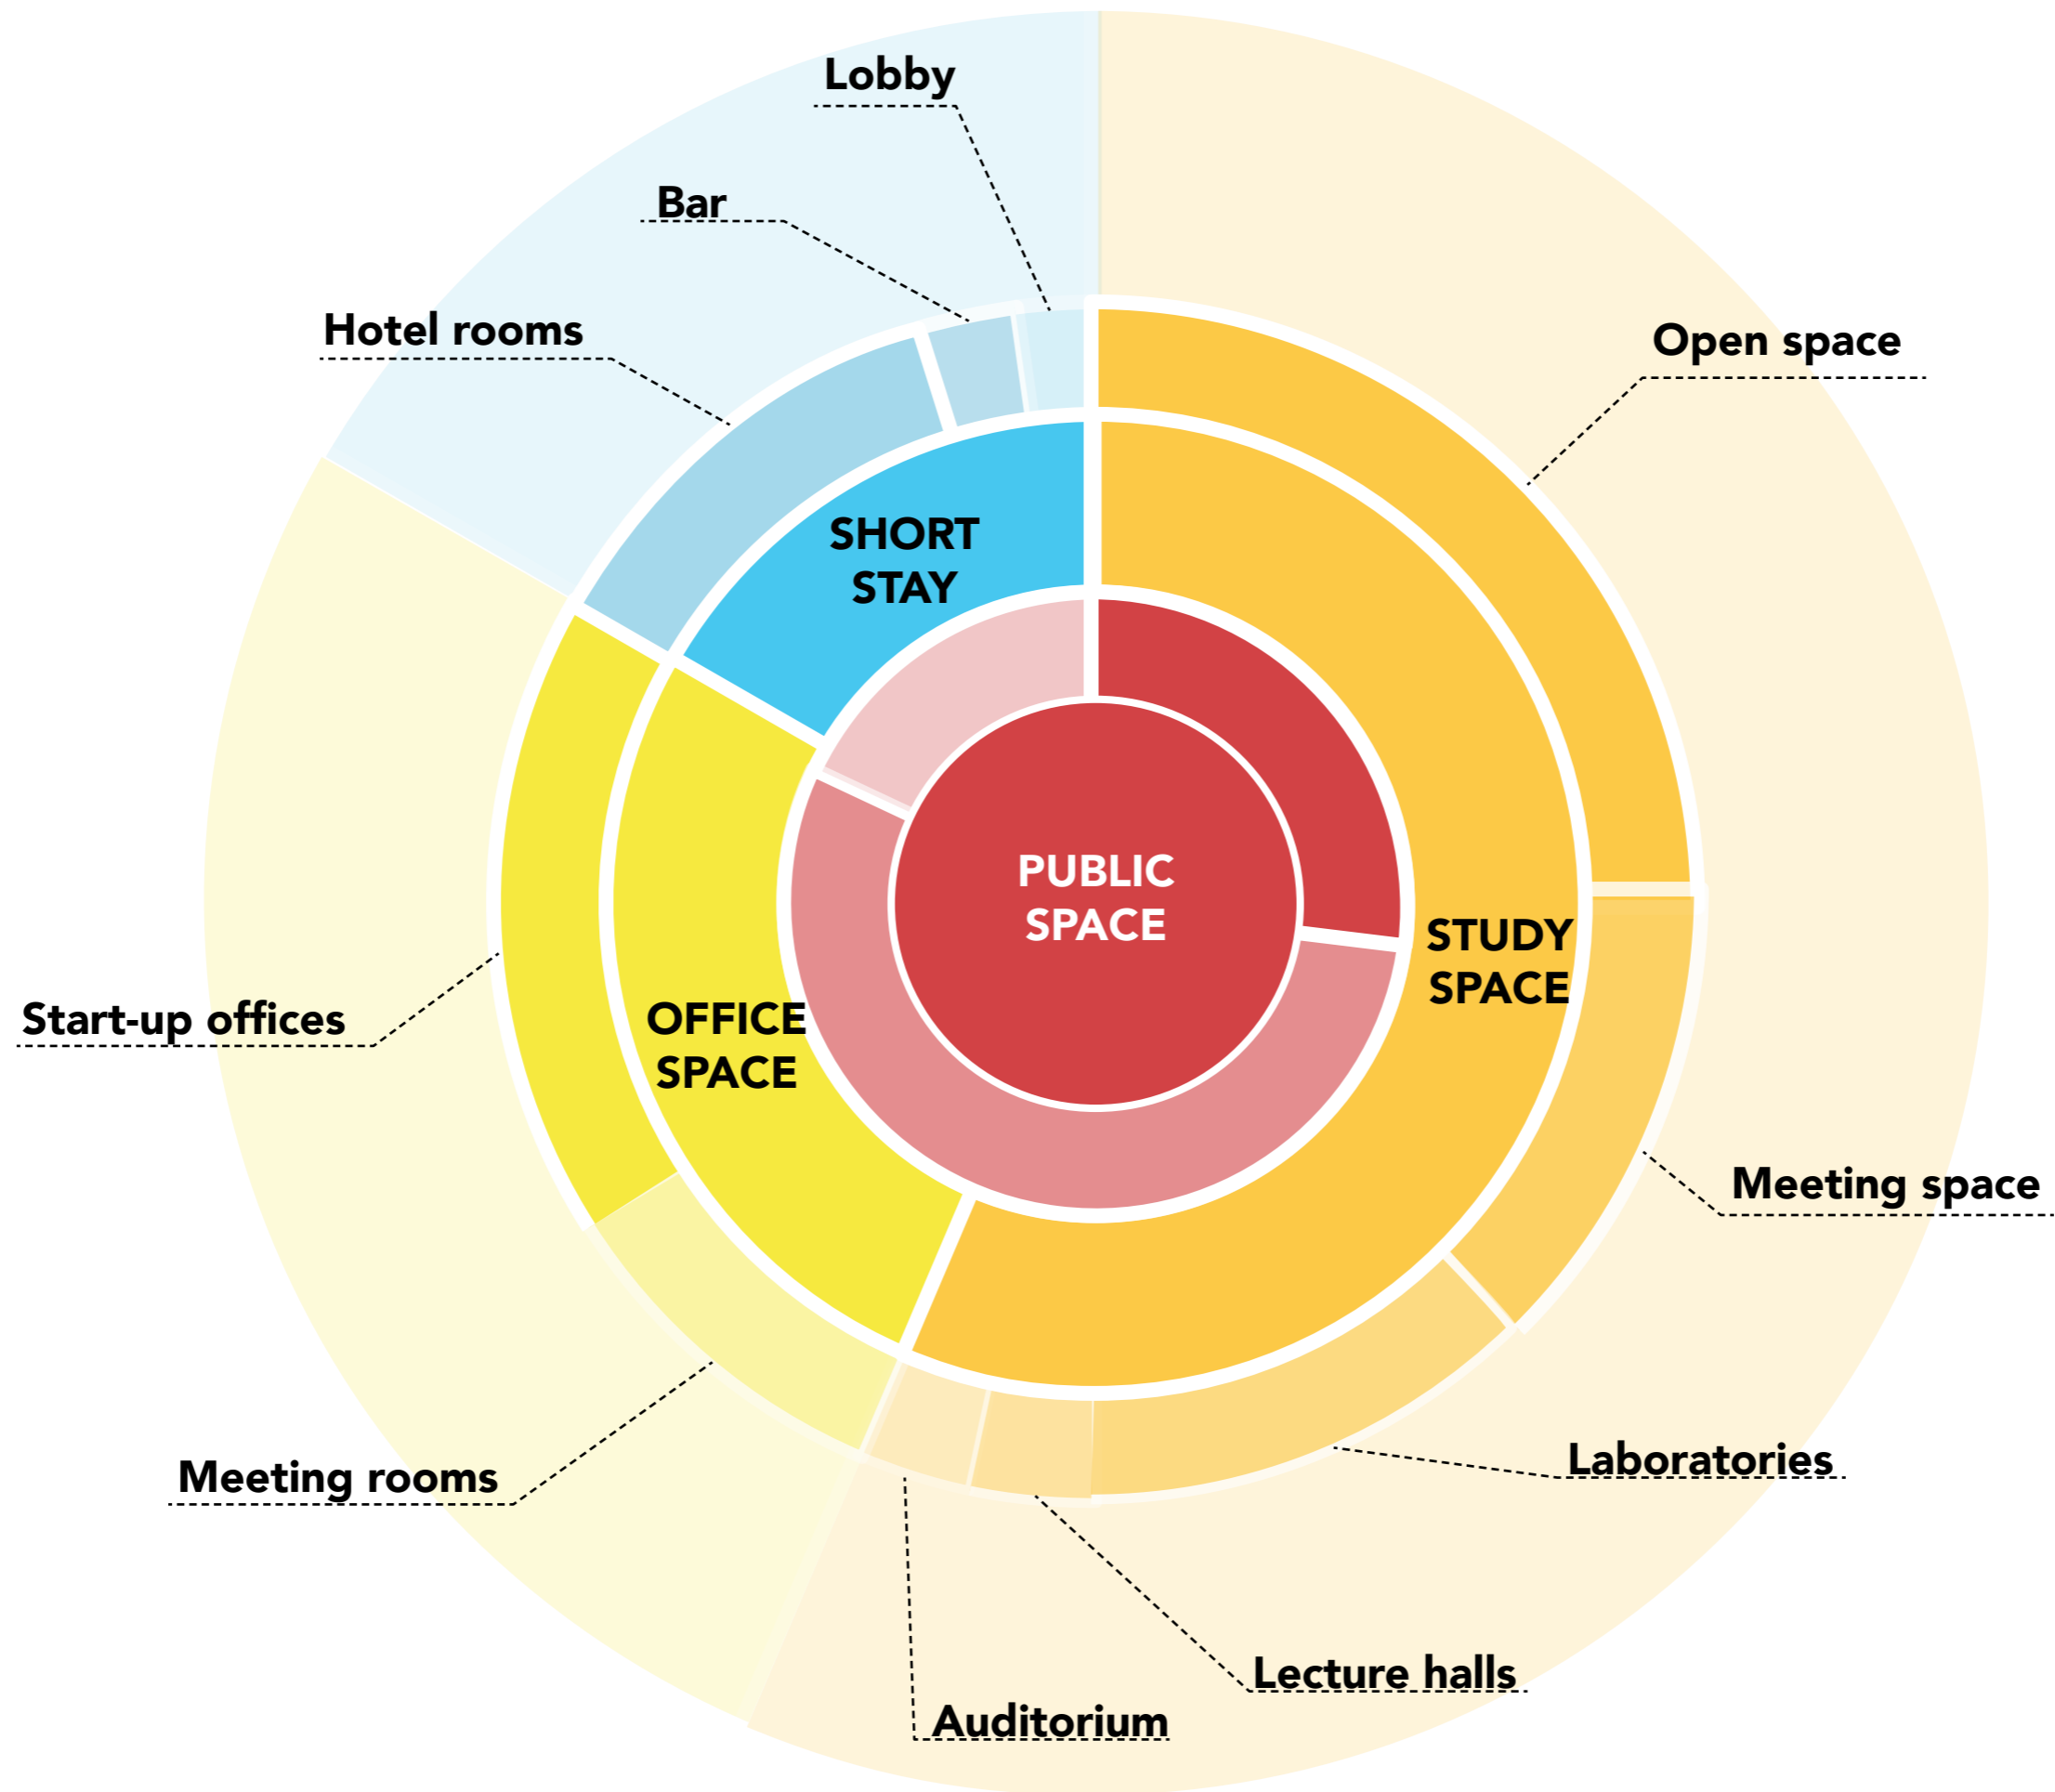 Lobby
Bar
Hotel rooms
Open space
SHORT
STAY
PUBLIC
SPACE
STUDY
SPACE
OFFICE
SPACE
Start-up offices
Meeting space
Meeting rooms
Laboratories
Lecture halls
Auditorium